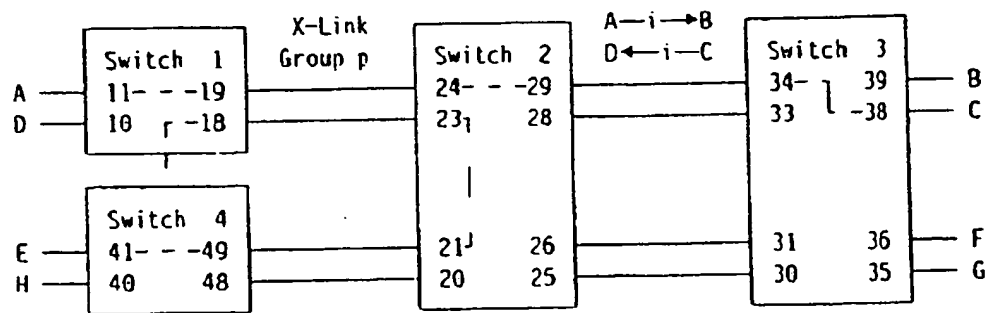 X-Link
Group p
A—i→B
D←i—C
Switch 1
Switch 2
Switch 3
A
11- - -19
24- - -29
34-
39
B
D
10
-18
23
28
33
-38
C
Switch 4
E
41- - -49
21
26
31
36
F
H
40
48
20
25
30
35
G